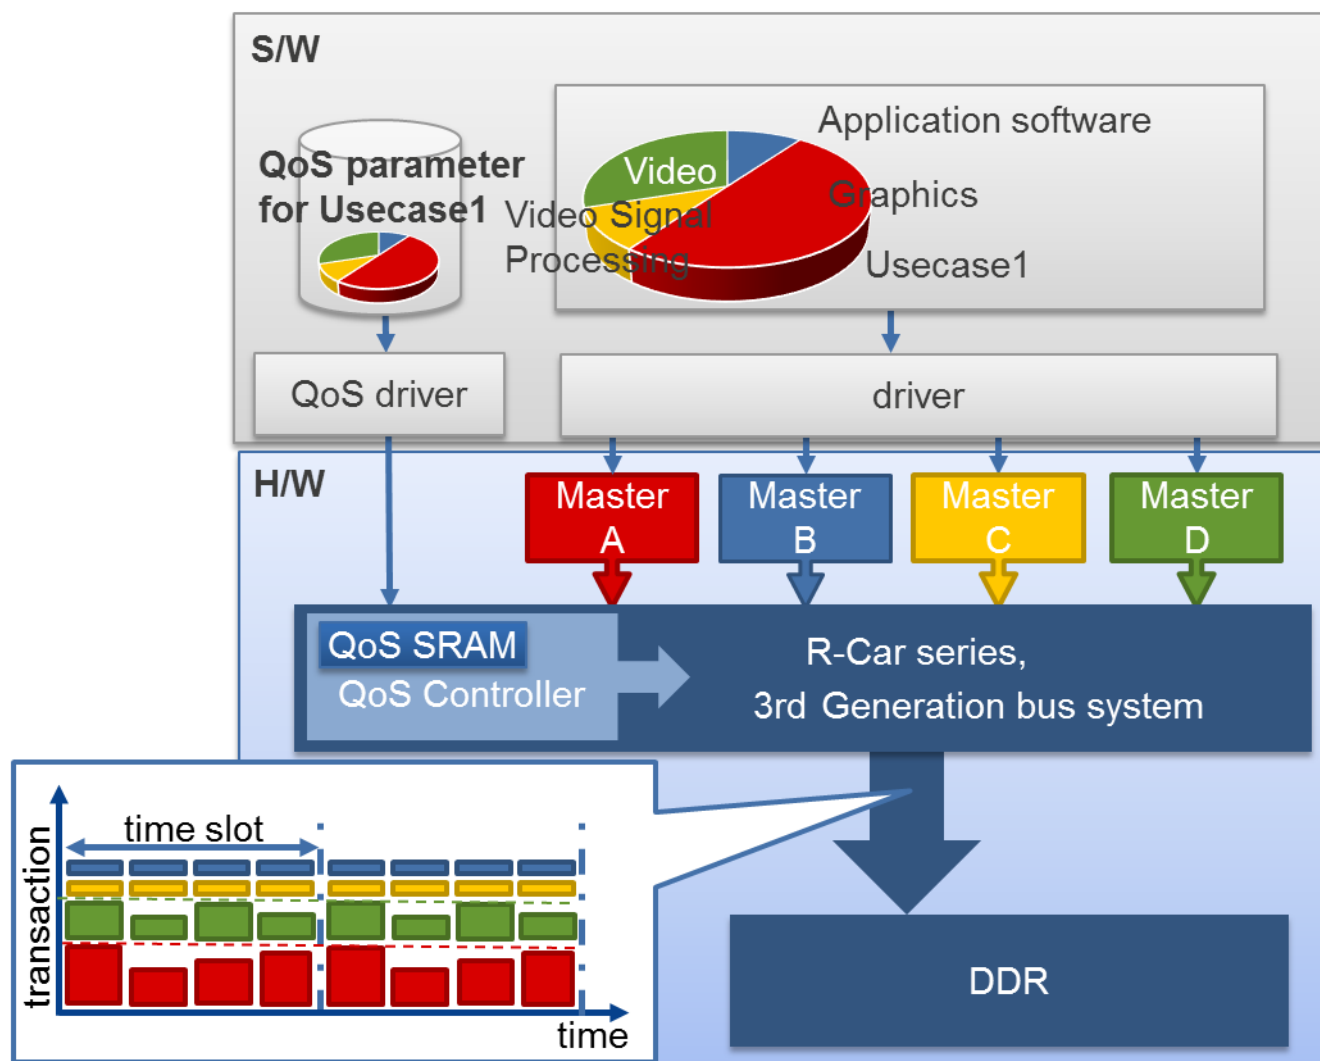 S/W
QoS parameter
for Usecase1
Application software
Video
Graphics
Video Signal
Processing
Usecase1
QoS driver
driver
H/W
Master
A
Master
B
Master
C
Master
D
QoS SRAM
QoS Controller
R-Car series,
3rd Generation bus system
time slot
transaction
time
DDR